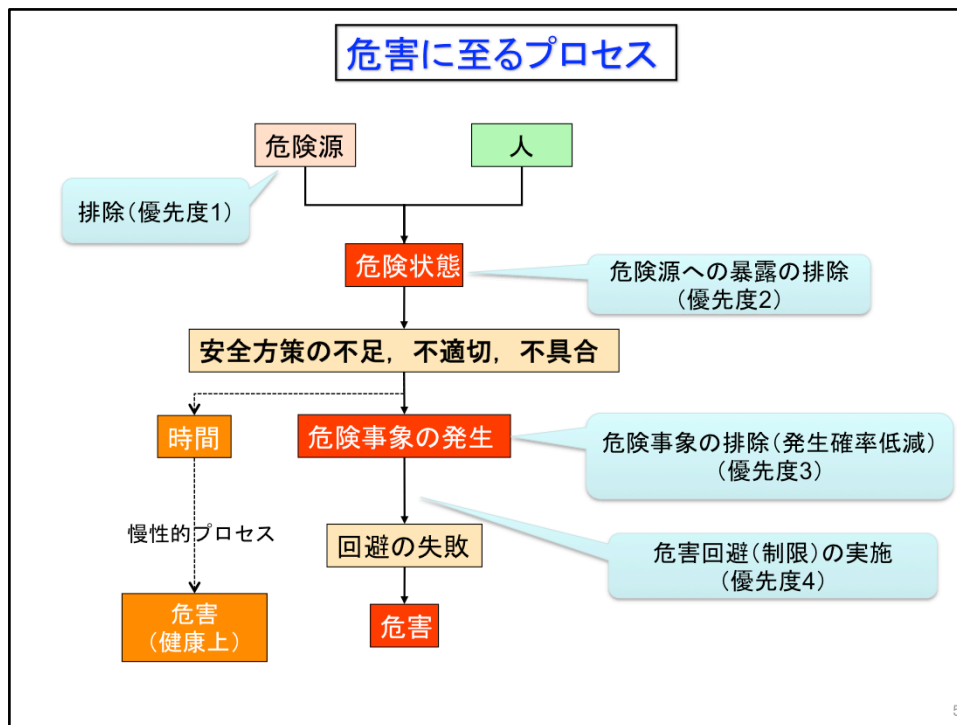 危害に至るプロセス
危険源
人
排除(優先度1)
危険状態
危険源への暴露の排除
(優先度2)
安全方策の不足，不適切，不具合
時間
危険事象の発生
危険事象の排除(発生確率低減)
(優先度3)
慢性的プロセス
回避の失敗
危害回避(制限)の実施
(優先度4)
危害
(健康上)
危害
5